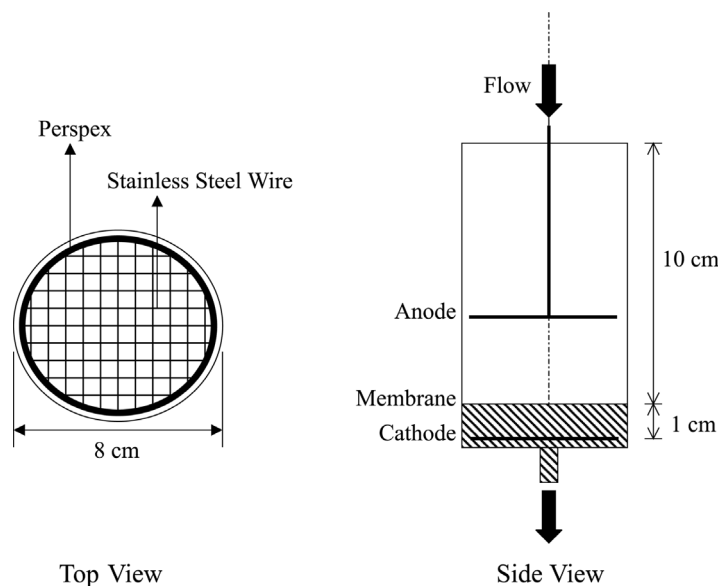 Perspex
Stainless Steel Wire
8 cm
Top View
Flow
10 cm
Anode
Membrane
Cathode
1 cm
Side View